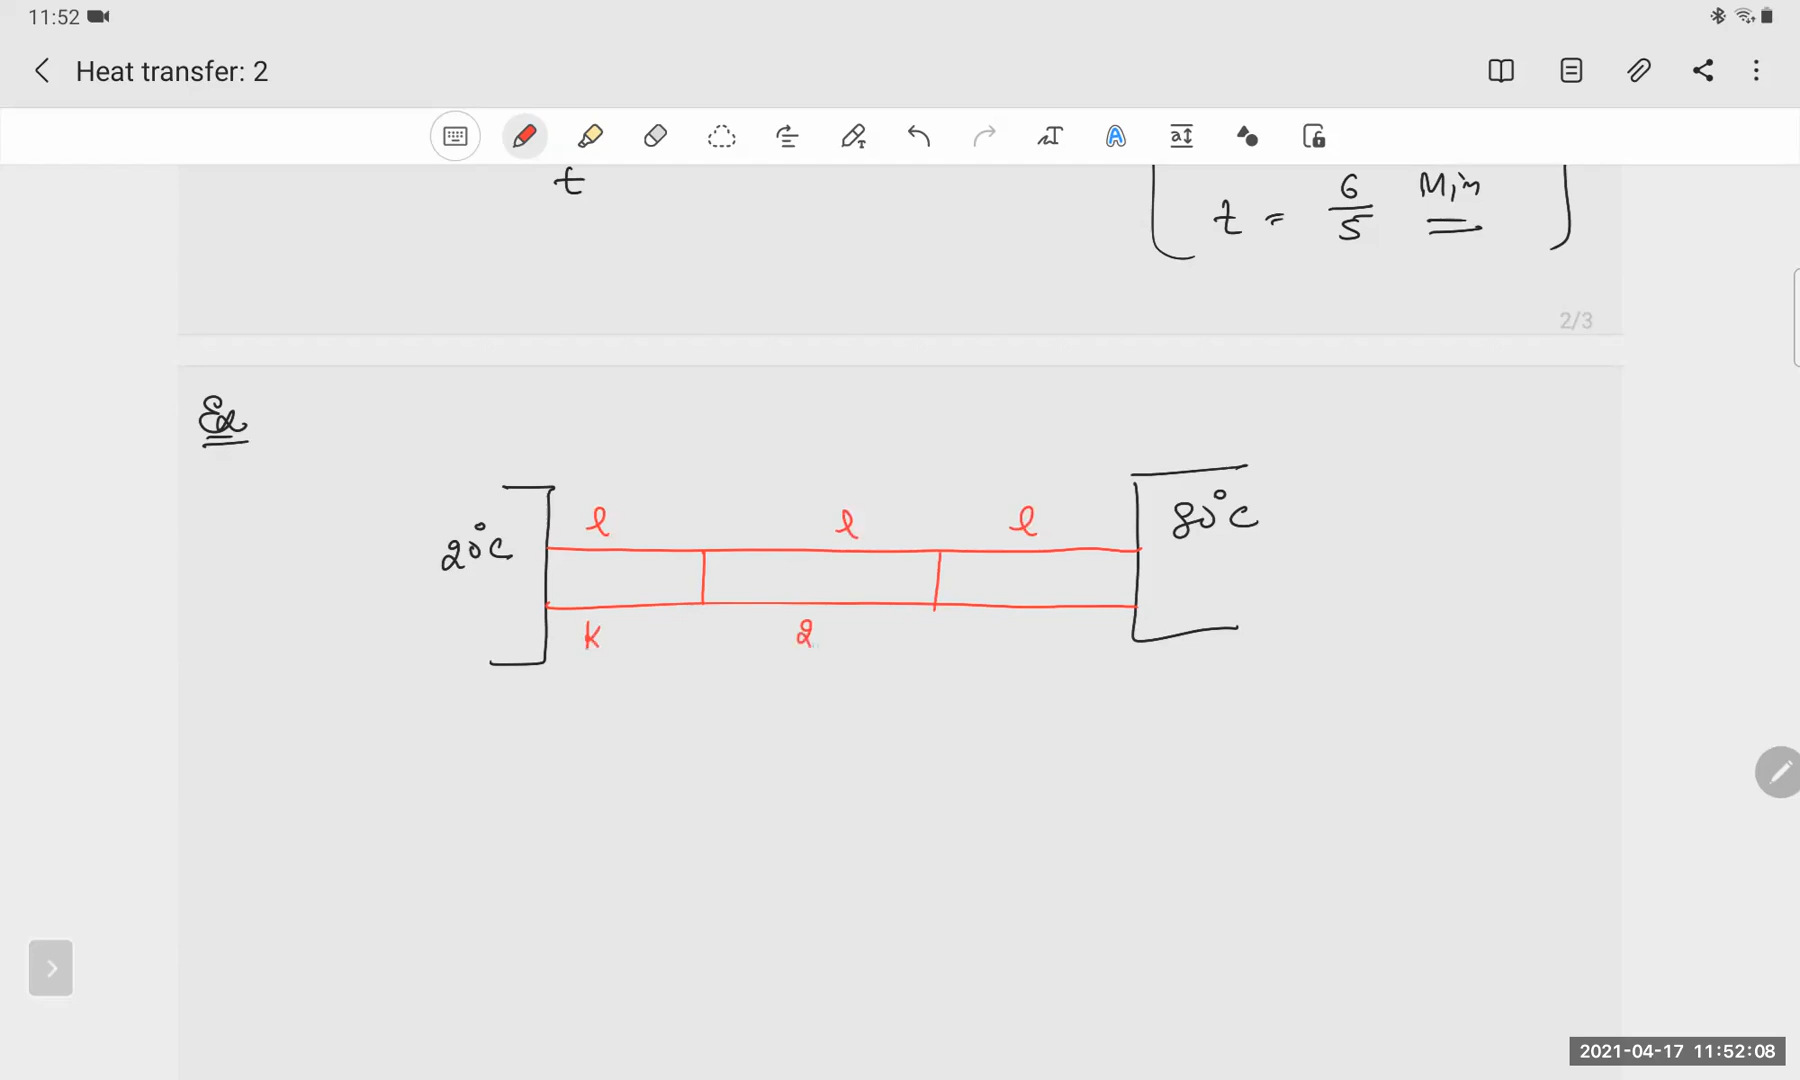 11:52
Heat transfer: 2
t
t = 6/5 Min
2/3
Ex
20°C l l l 80°C
k 2
2021-04-17 11:52:08